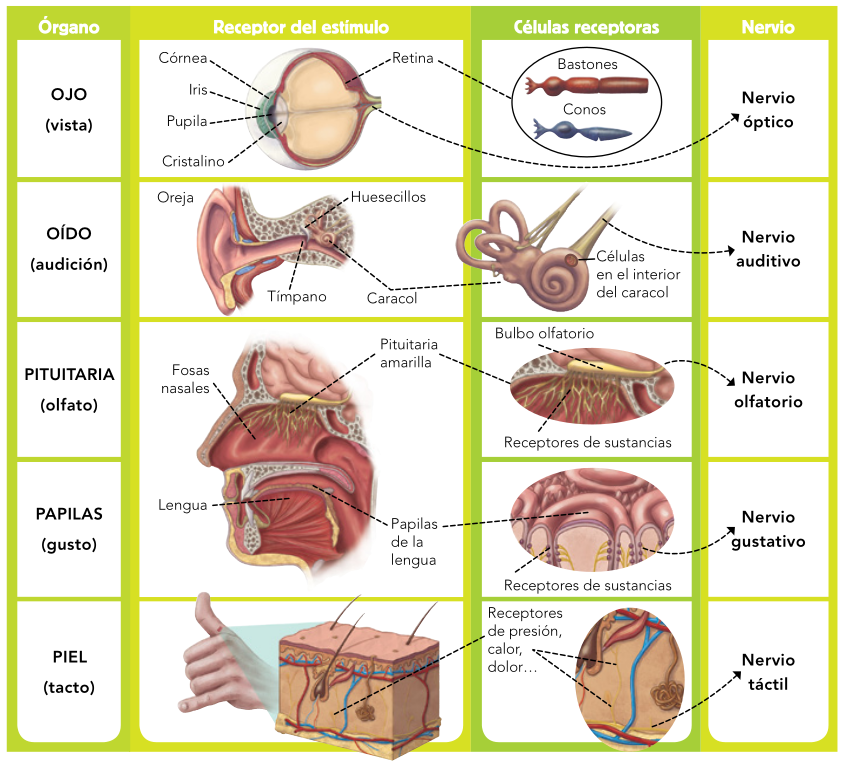 Órgano
Receptor del estímulo
Células receptoras
Nervio
OJO
(vista)
Córnea
Iris
Pupila
Cristalino
Retina
Bastones
Conos
Nervio
óptico
OÍDO
(audición)
Oreja
Huesecillos
Tímpano
Caracol
Células
en el interior
del caracol
Nervio
auditivo
PITUITARIA
(olfato)
Fosas
nasales
Pituitaria
amarilla
Bulbo olfatorio
Receptores de sustancias
Nervio
olfatorio
PAPILAS
(gusto)
Lengua
Papilas
de la
lengua
Receptores de sustancias
Nervio
gustativo
PIEL
(tacto)
Receptores
de presión,
calor,
dolor...
Nervio
táctil